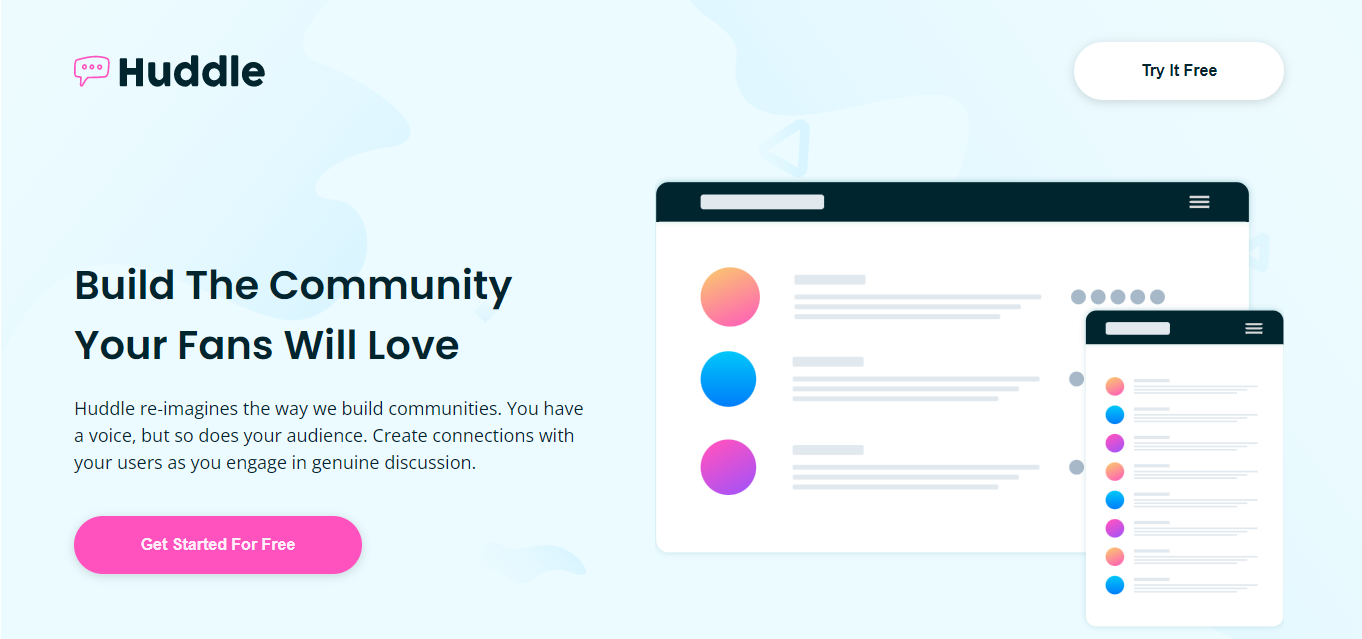 Huddle
Try It Free
Build The Community
Your Fans Will Love
Huddle re-imagines the way we build communities. You have
a voice, but so does your audience. Create connections with
your users as you engage in genuine discussion.
Get Started For Free